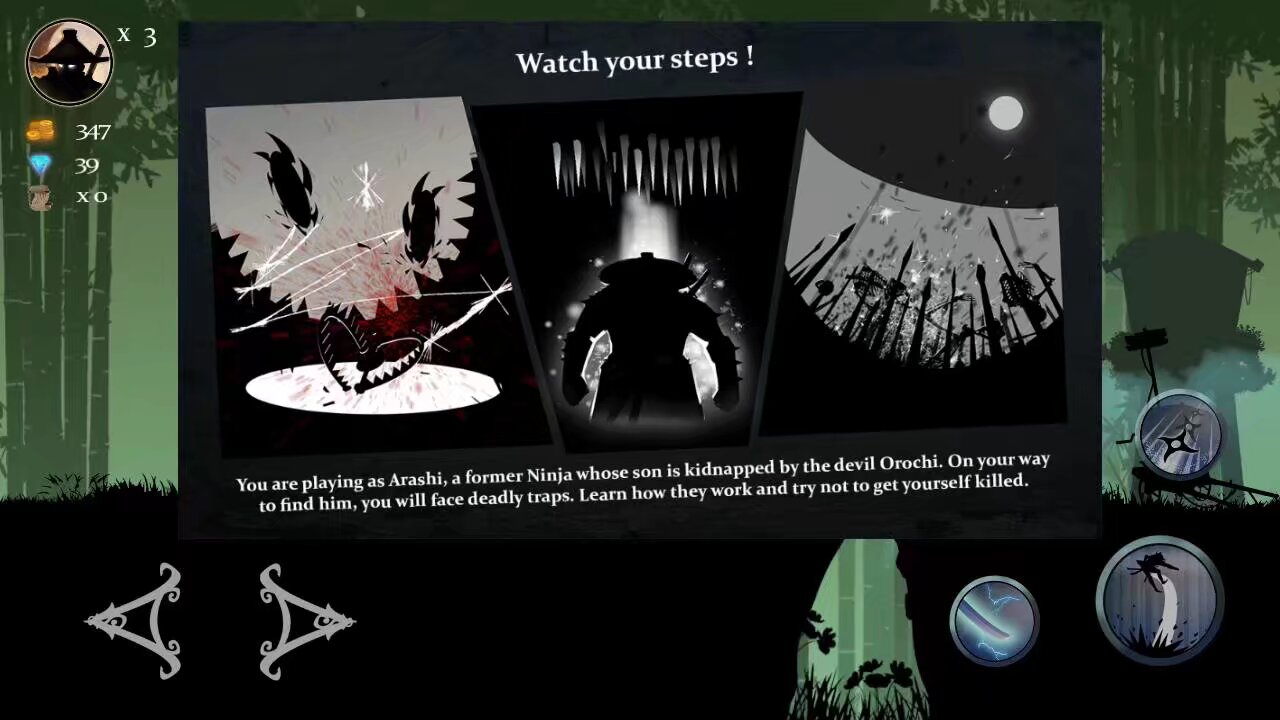 x 3
347
39
x 0
Watch your steps !
You are playing as Arashi, a former Ninja whose son is kidnapped by the devil Orochi. On your way
to find him, you will face deadly traps. Learn how they work and try not to get yourself killed.